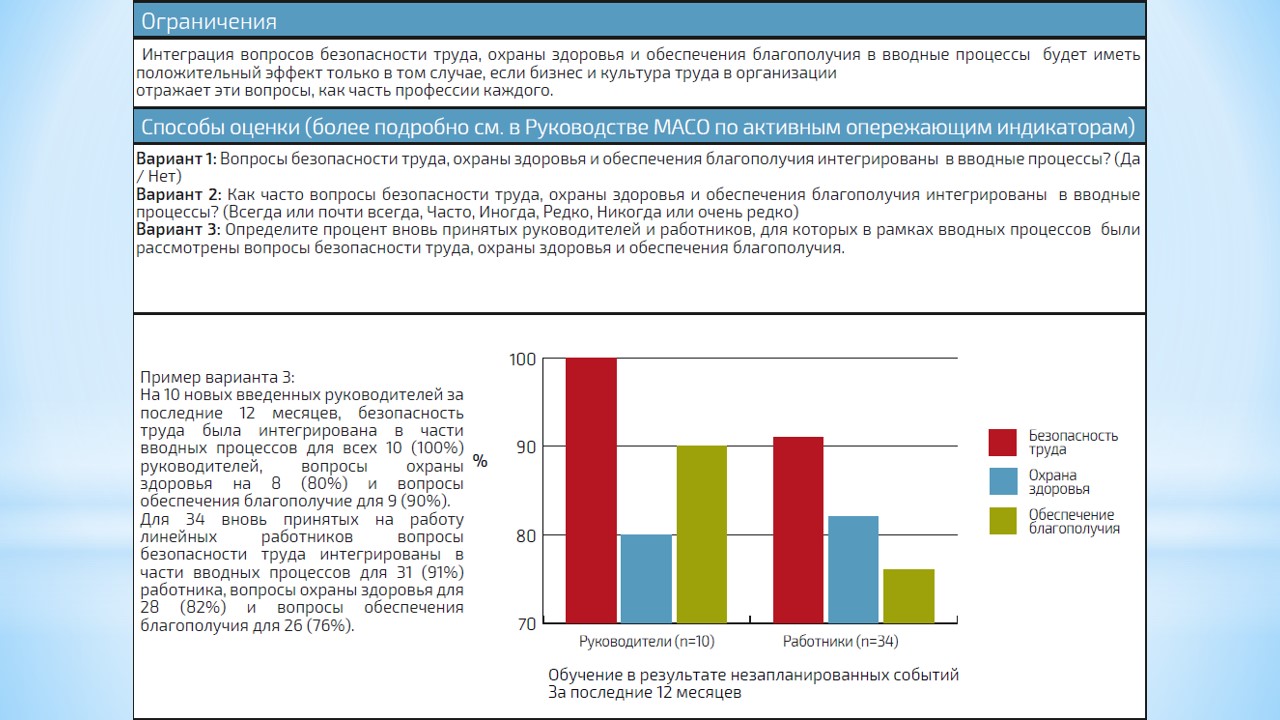 Ограничения
Интеграция вопросов безопасности труда, охраны здоровья и обеспечения благополучия в вводные процессы будет иметь
положительный эффект только в том случае, если бизнес и культура труда в организации
отражает эти вопросы, как часть профессии каждого.
Способы оценки (более подробно см. в Руководстве МАСО по активным опережающим индикаторам)
Вариант 1: Вопросы безопасности труда, охраны здоровья и обеспечения благополучия интегрированы в вводные процессы? (Да
/ Нет)
Вариант 2: Как часто вопросы безопасности труда, охраны здоровья и обеспечения благополучия интегрированы в вводные
процессы? (Всегда или почти всегда, Часто, Иногда, Редко, Никогда или очень редко)
Вариант 3: Определите процент вновь принятых руководителей и работников, для которых в рамках вводных процессов были
рассмотрены вопросы безопасности труда, охраны здоровья и обеспечения благополучия.
Пример варианта 3:
На 10 новых введенных руководителей за
последние 12 месяцев, безопасность
труда была интегрирована в части
вводных процессов для всех 10 (100%)
руководителей, вопросы охраны
здоровья на 8 (80%) и вопросы
обеспечения благополучие для 9 (90%).
Для 34 вновь принятых на работу
линейных работников вопросы
безопасности труда интегрированы в
части вводных процессов для 31 (91%)
работника, вопросы охраны здоровья для
28 (82%) и вопросы обеспечения
благополучия для 26 (76%).
%
100
90
80
70
Руководители (n=10)
Работники (n=34)
Обучение в результате незапланированных событий
За последние 12 месяцев
Безопасность
труда
Охрана
здоровья
Обеспечение
благополучия